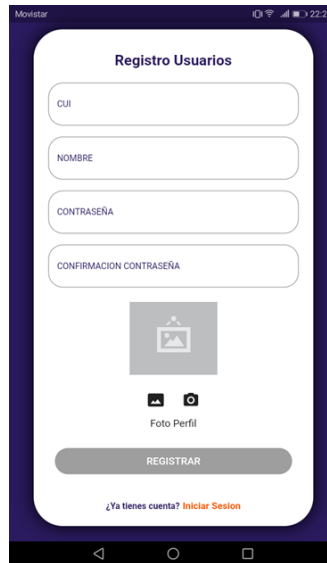 Movistar 22:2
Registro Usuarios
CUI
NOMBRE
CONTRASEÑA
CONFIRMACION CONTRASEÑA
Foto Perfil
REGISTRAR
¿Ya tienes cuenta? Iniciar Sesion